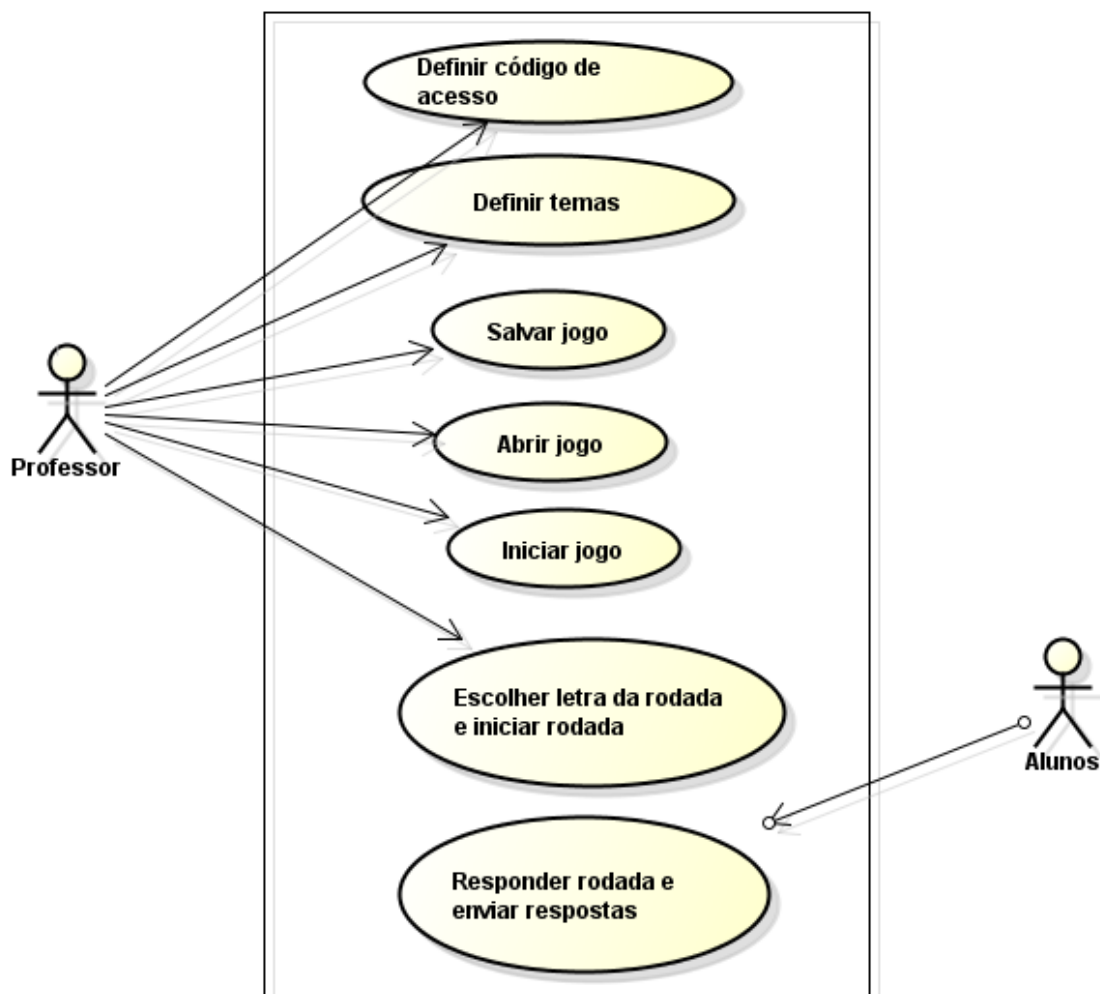 Definir código de
acesso
Definir temas
Salvar jogo
Abrir jogo
Professor
Iniciar jogo
Escolher letra da rodada
e iniciar rodada
Alunos
Responder rodada e
enviar respostas